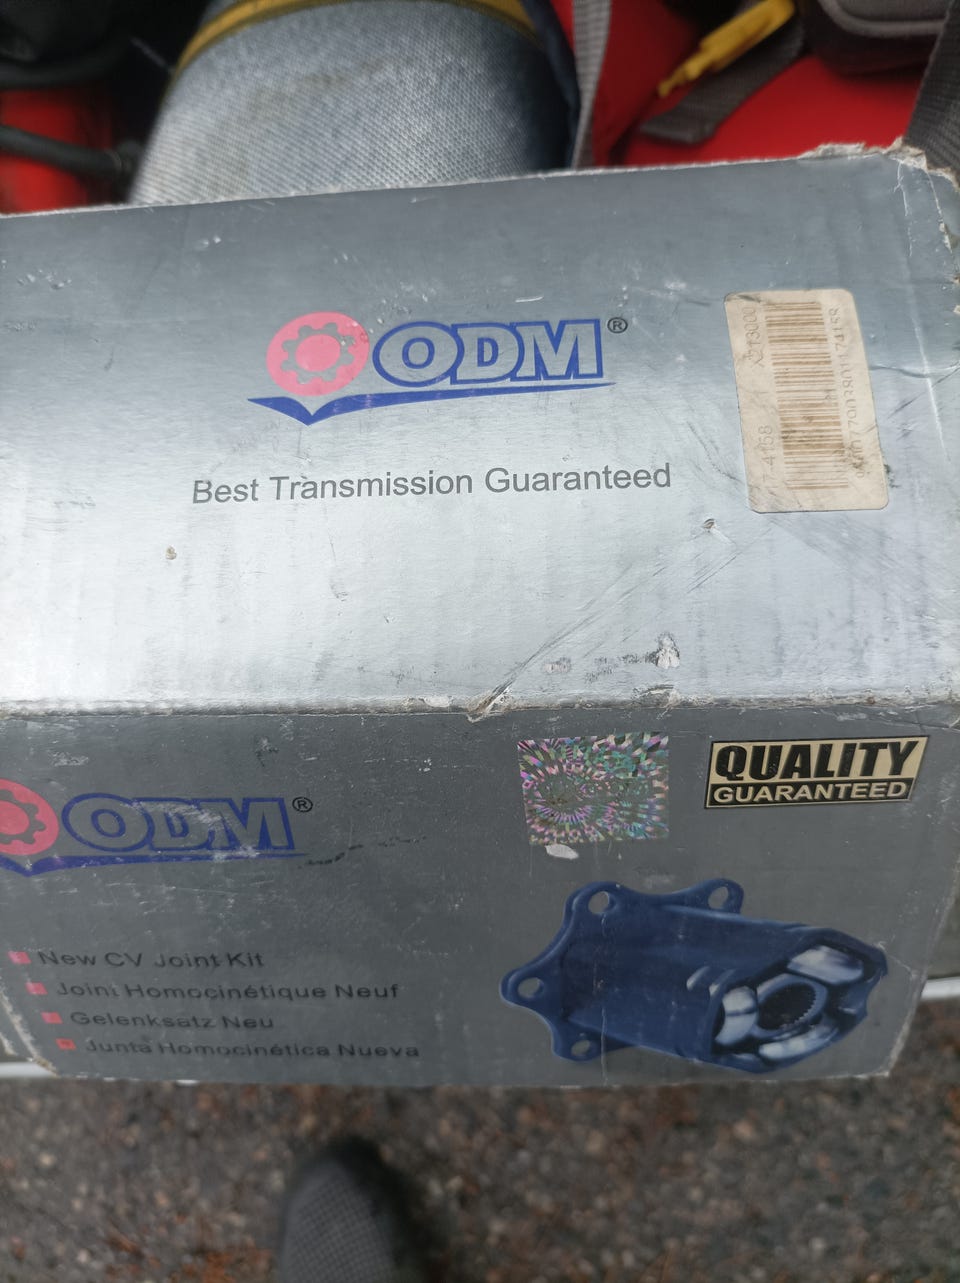 ODM®
Best Transmission Guaranteed
X213000
ODM®
QUALITY
GUARANTEED
New CV Joint Kit
Joint Homocinétique Neuf
Gelenksatz Neu
Junta Homocinética Nueva